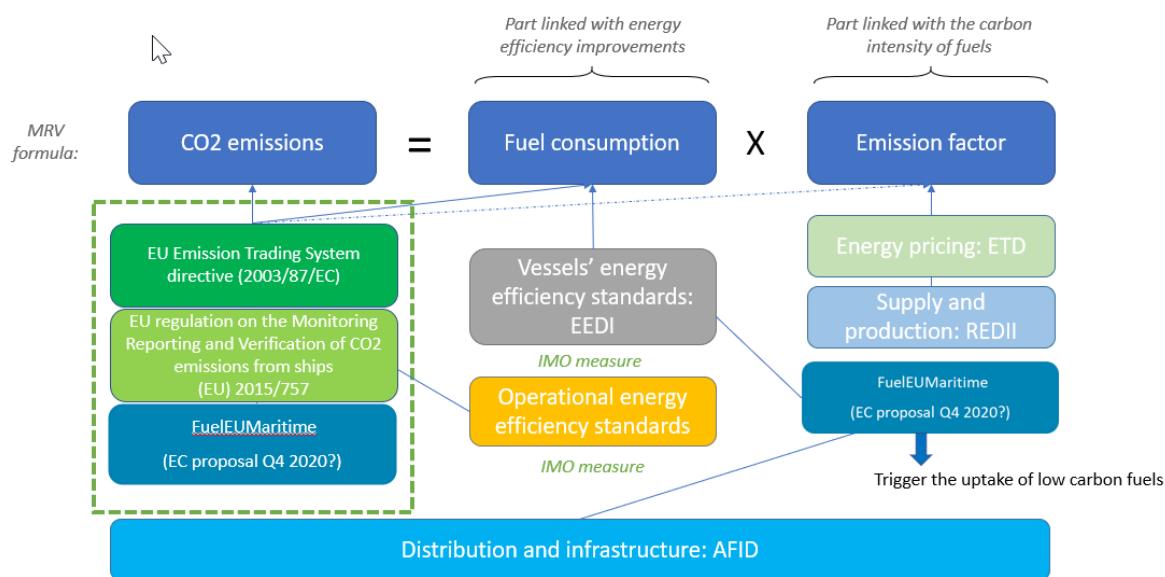 Part linked with energy
efficiency improvements
Part linked with the carbon
intensity of fuels
MRV
formula:
CO2 emissions
=
Fuel consumption
X
Emission factor
EU Emission Trading System
directive (2003/87/EC)
EU regulation on the Monitoring
Reporting and Verification of CO2
emissions from ships
(EU) 2015/757
FuelEUMaritime
(EC proposal Q4 2020?)
Vessels' energy
efficiency standards:
EEDI
IMO measure
Operational energy
efficiency standards
IMO measure
Energy pricing: ETD
Supply and
production: REDII
FuelEUMaritime
(EC proposal Q4 2020?)
Trigger the uptake of low carbon fuels
Distribution and infrastructure: AFID